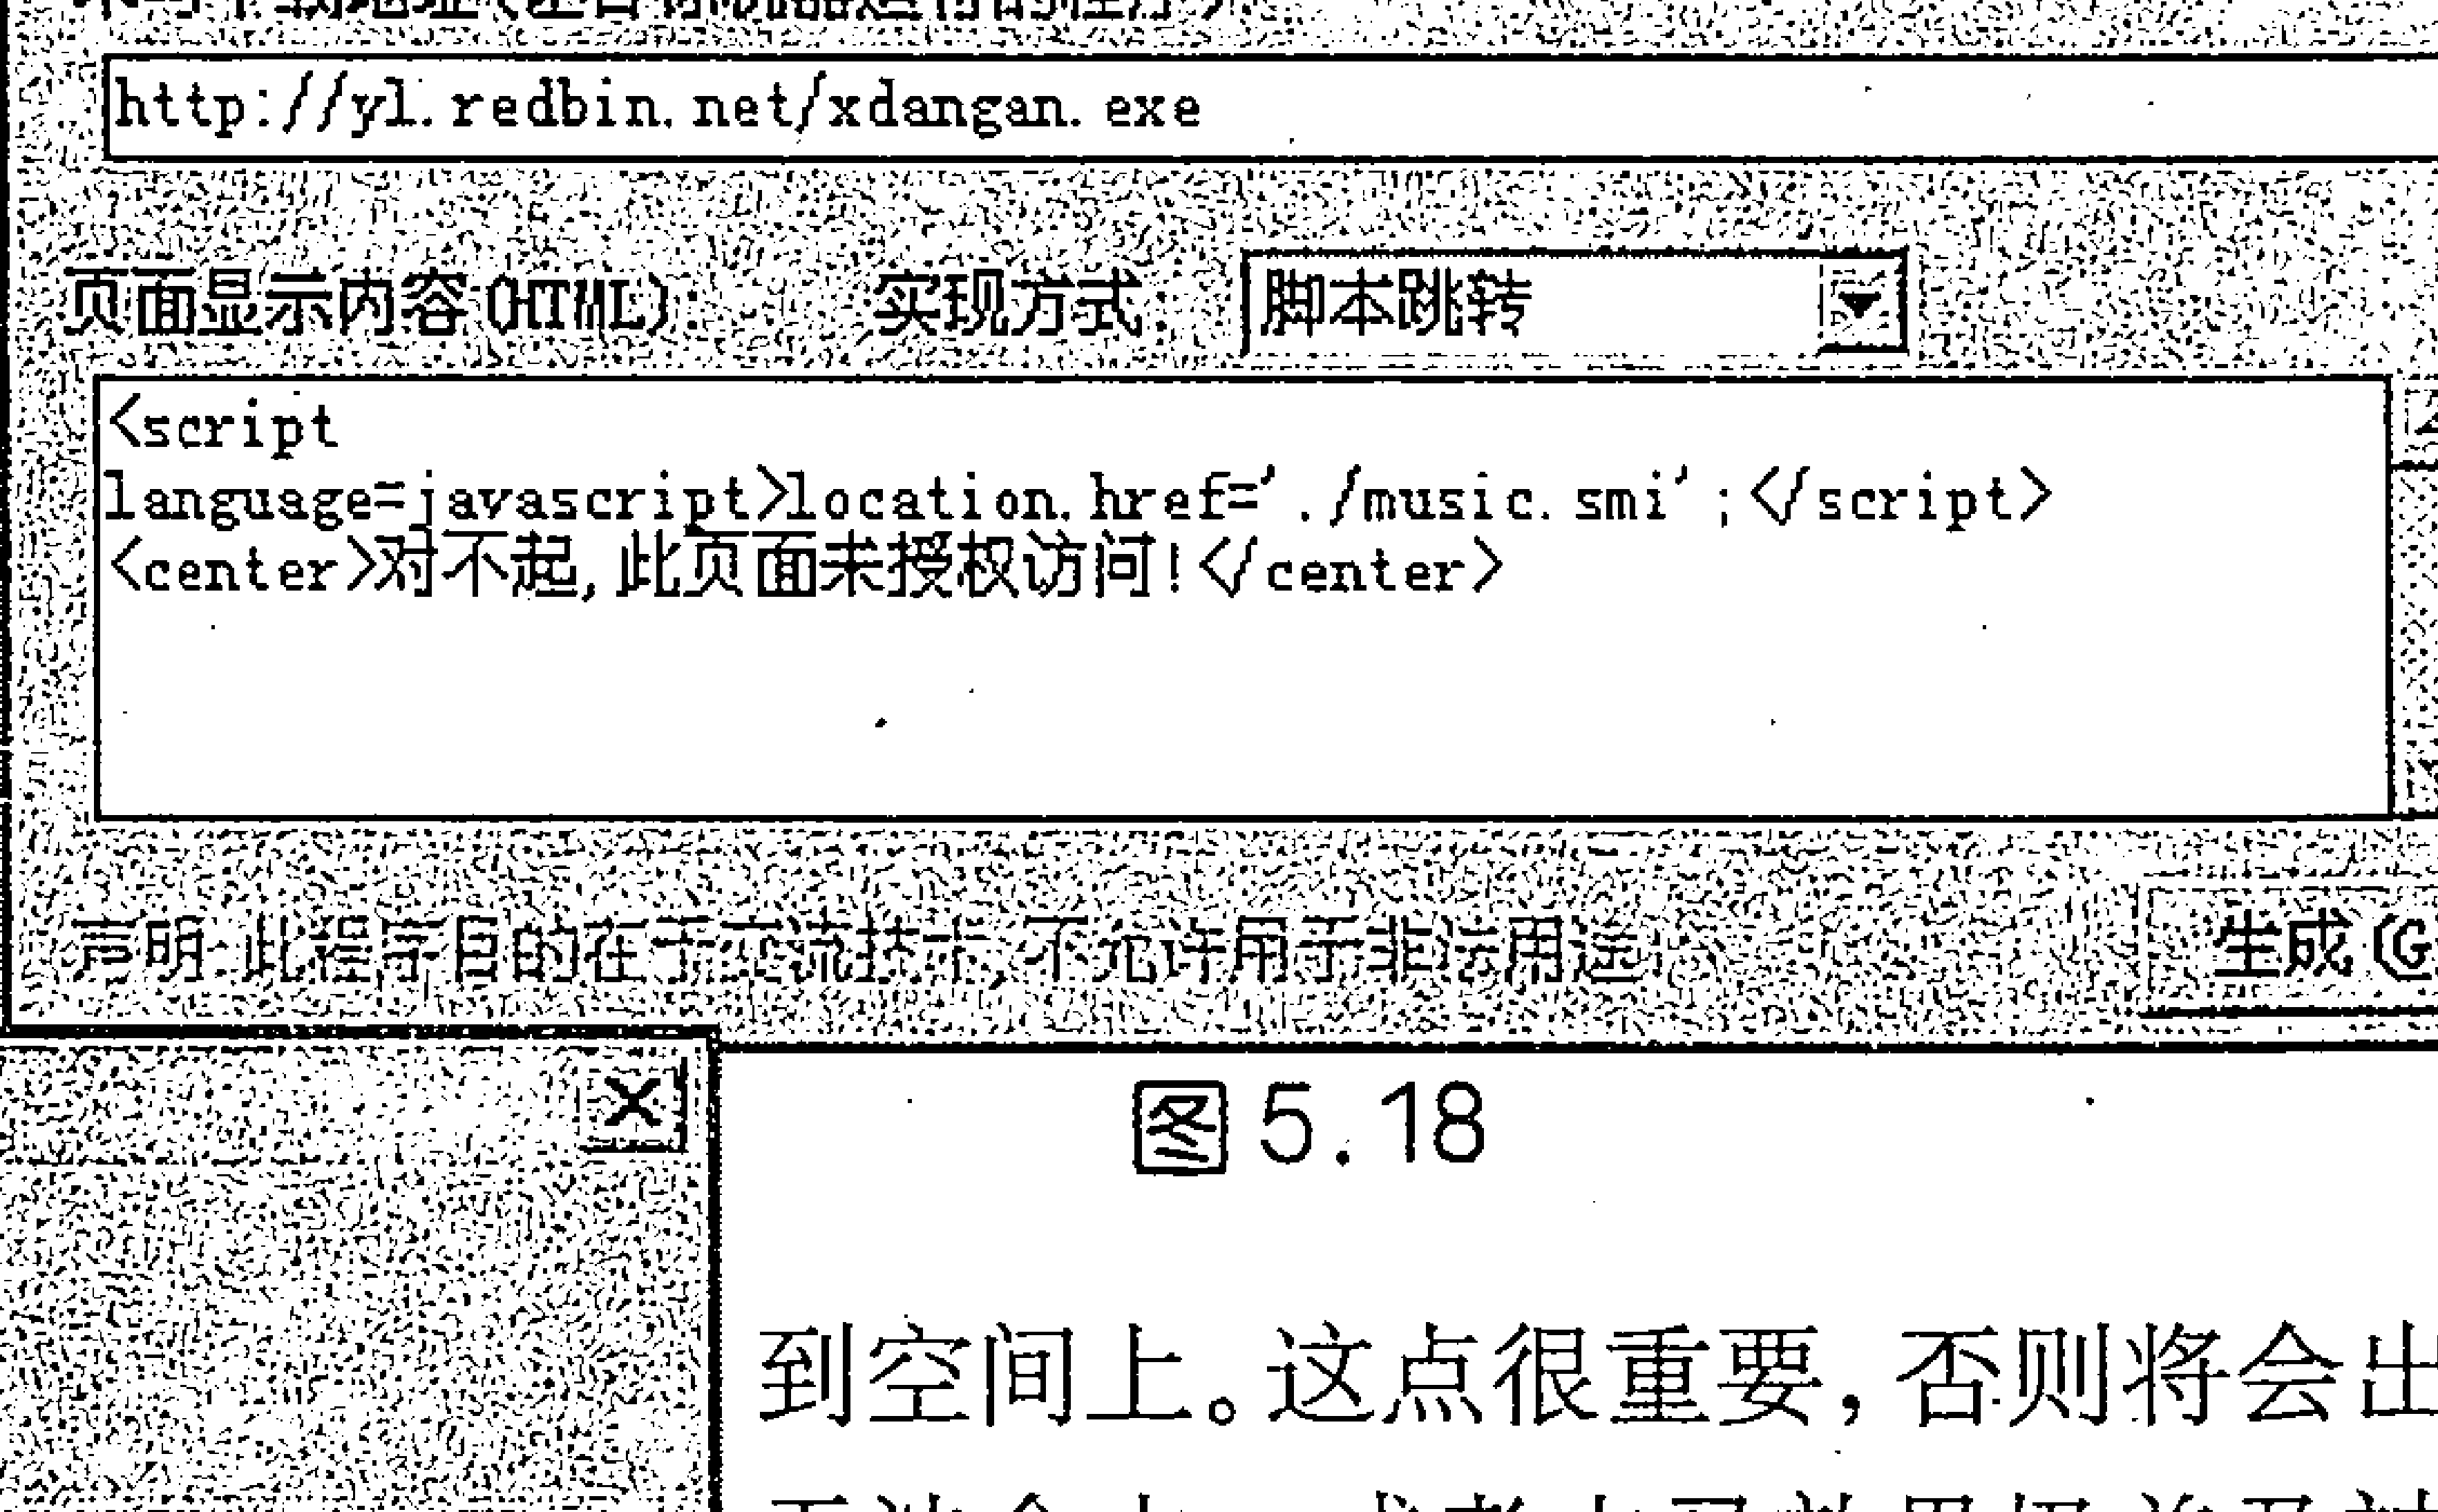 http://yl.redbin.net/xdangan.exe
页面显示内容(HTML) 实现方式 脚本跳转
<script
language=javascript>location.href='./music.smi';</script>
<center>对不起,此页面未授权访问!</center>
声明:此程序目的在于交流技术,不允许用于非法用途! 生成(G
图 5.18
到空间上。这点很重要,否则将会出